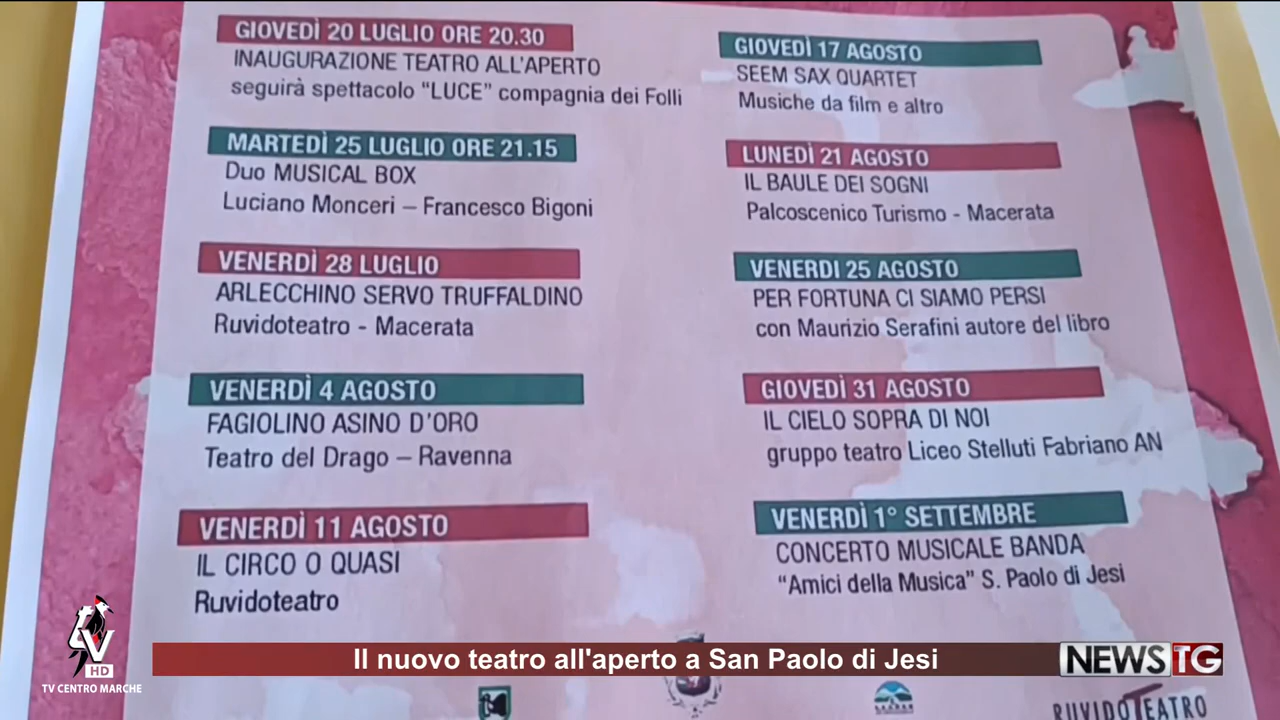 GIOVEDÌ 20 LUGLIO ORE 20.30
INAUGURAZIONE TEATRO ALL'APERTO
seguirà spettacolo "LUCE" compagnia dei Folli
MARTEDÌ 25 LUGLIO ORE 21.15
Duo MUSICAL BOX
Luciano Monceri – Francesco Bigoni
VENERDÌ 28 LUGLIO
ARLECCHINO SERVO TRUFFALDINO
Ruvidoteatro - Macerata
VENERDÌ 4 AGOSTO
FAGIOLINO ASINO D'ORO
Teatro del Drago – Ravenna
VENERDÌ 11 AGOSTO
IL CIRCO O QUASI
Ruvidoteatro
GIOVEDÌ 17 AGOSTO
SEEM SAX QUARTET
Musiche da film e altro
LUNEDÌ 21 AGOSTO
IL BAULE DEI SOGNI
Palcoscenico Turismo - Macerata
VENERDI 25 AGOSTO
PER FORTUNA CI SIAMO PERSI
con Maurizio Serafini autore del libro
GIOVEDÌ 31 AGOSTO
IL CIELO SOPRA DI NOI
gruppo teatro Liceo Stelluti Fabriano AN
VENERDÌ 1° SETTEMBRE
CONCERTO MUSICALE BANDA
"Amici della Musica" S. Paolo di Jesi
V
HD
TV CENTRO MARCHE
Il nuovo teatro all'aperto a San Paolo di Jesi
NEWS TG
RUVIDOTEATRO